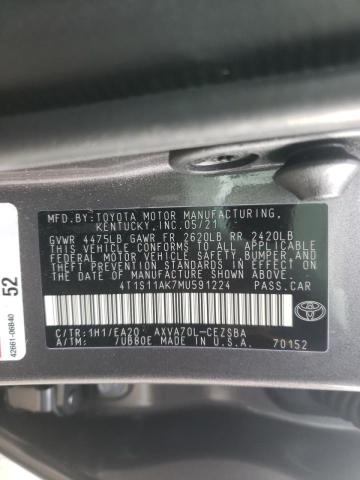 MFD. BY:TOYOTA MOTOR MANUFACTURING,
KENTUCKY, INC.05/21
GVWR 4475LB GAWR FR 2620LB RR 2420LB
THIS VEHICLE CONFORMS TO ALL APPLICABLE
FEDERAL MOTOR VEHICLE SAFETY, BUMPER, AND
THEFT PREVENTION STANDARDS IN EFFECT ON
THE DATE OF MANUFACTURE SHOWN ABOVE.
4T1S11AK7MU591224 PASS.CAR
C/TR:1H1/EA20 AXVA70L-CEZSBA
A/TM: /UB80E MADE IN U.S.A. 70152
52
42661-06840